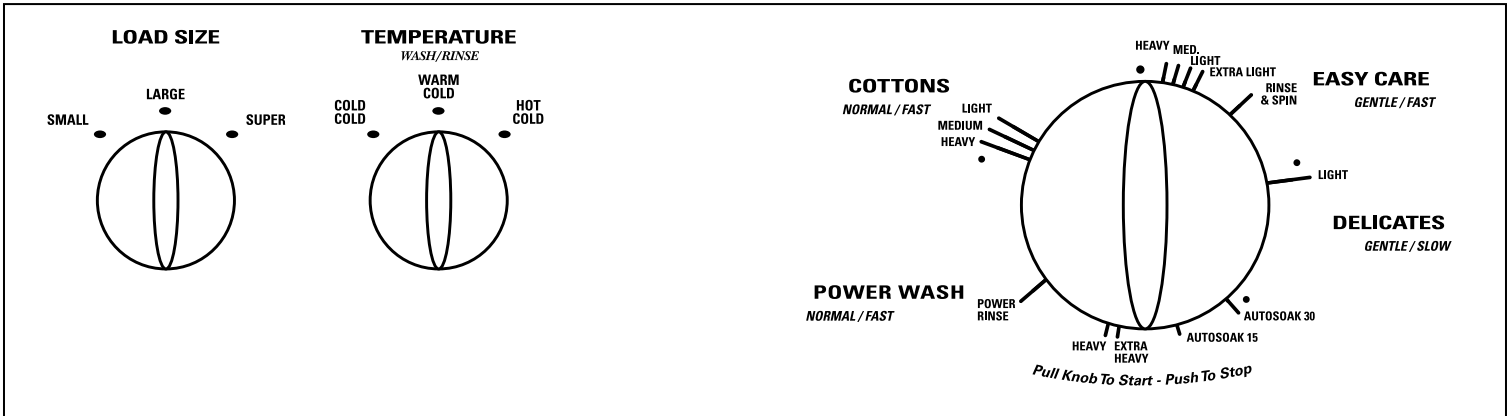 LOAD SIZE
SMALL
LARGE
SUPER
TEMPERATURE
WASH/RINSE
COLD
COLD
WARM
COLD
HOT
COLD
COTTONS
NORMAL / FAST
LIGHT
MEDIUM
HEAVY
HEAVY
MED.
LIGHT
EXTRA LIGHT
RINSE
& SPIN
EASY CARE
GENTLE / FAST
LIGHT
DELICATES
GENTLE / SLOW
AUTOSOAK 30
AUTOSOAK 15
POWER WASH
NORMAL / FAST
POWER
RINSE
HEAVY
EXTRA
HEAVY
Pull Knob To Start - Push To Stop